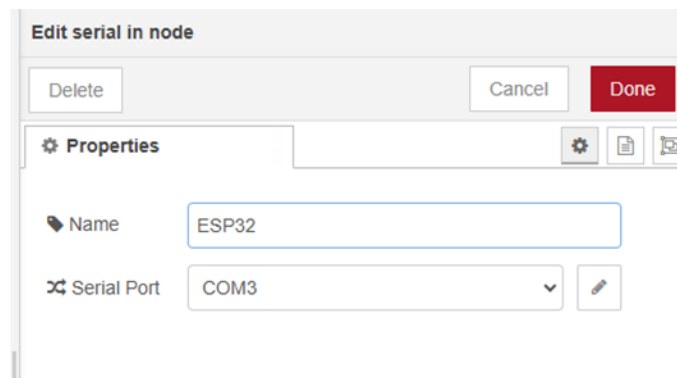 Edit serial in node
Delete Cancel Done
Properties
Name ESP32
Serial Port COM3